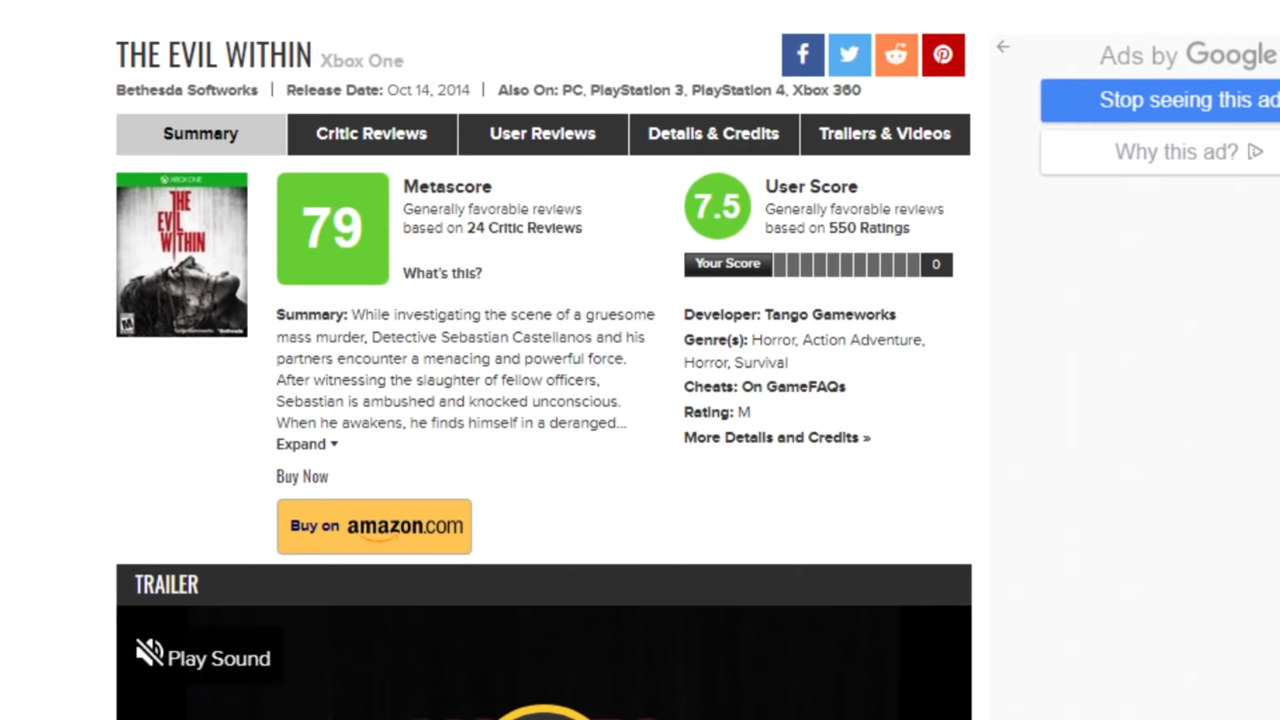 THE EVIL WITHIN Xbox One
Bethesda Softworks | Release Date: Oct 14, 2014 | Also On: PC, PlayStation 3, PlayStation 4, Xbox 360
Summary Critic Reviews User Reviews Details & Credits Trailers & Videos
XBOX ONE
THE
EVIL
WITHIN
M
79
Metascore
Generally favorable reviews
based on 24 Critic Reviews
What's this?
7.5
User Score
Generally favorable reviews
based on 550 Ratings
Your Score 0
Summary: While investigating the scene of a gruesome
mass murder, Detective Sebastian Castellanos and his
partners encounter a menacing and powerful force.
After witnessing the slaughter of fellow officers,
Sebastian is ambushed and knocked unconscious.
When he awakens, he finds himself in a deranged...
Expand
Buy Now
Buy on amazon.com
Developer: Tango Gameworks
Genre(s): Horror, Action Adventure,
Horror, Survival
Cheats: On GameFAQs
Rating: M
More Details and Credits »
TRAILER
Play Sound
Ads by Google
Stop seeing this ad
Why this ad?